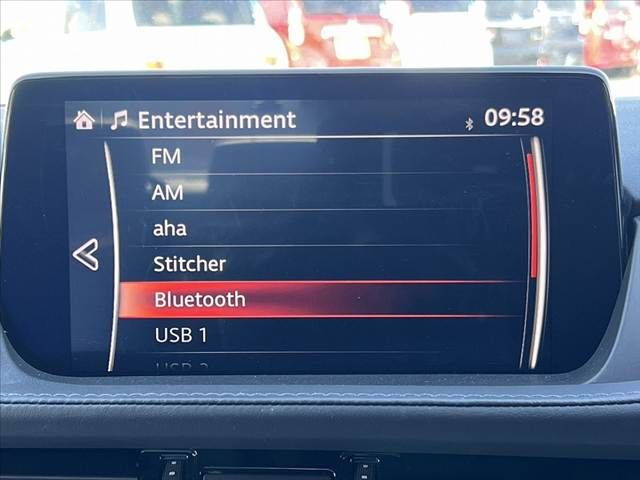 Entertainment 09:58
FM
AM
aha
Stitcher
Bluetooth
USB 1